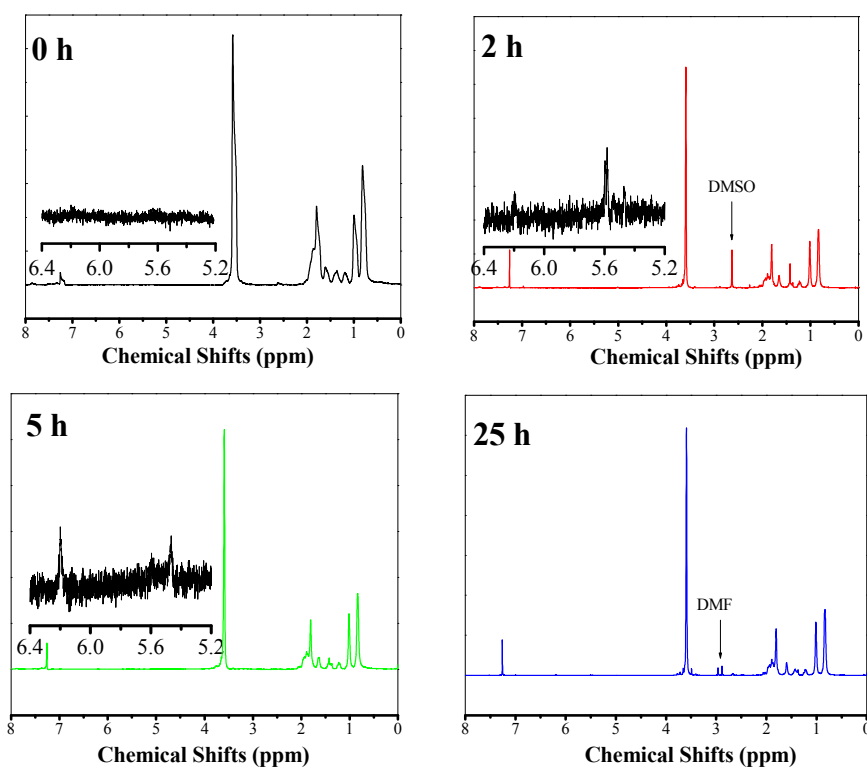 0 h
6.4 6.0 5.6 5.2
8 7 6 5 4 3 2 1 0
Chemical Shifts (ppm)
2 h
DMSO
6.4 6.0 5.6 5.2
8 7 6 5 4 3 2 1 0
Chemical Shifts (ppm)
5 h
6.4 6.0 5.6 5.2
8 7 6 5 4 3 2 1 0
Chemical Shifts (ppm)
25 h
DMF
8 7 6 5 4 3 2 1 0
Chemical Shifts (ppm)